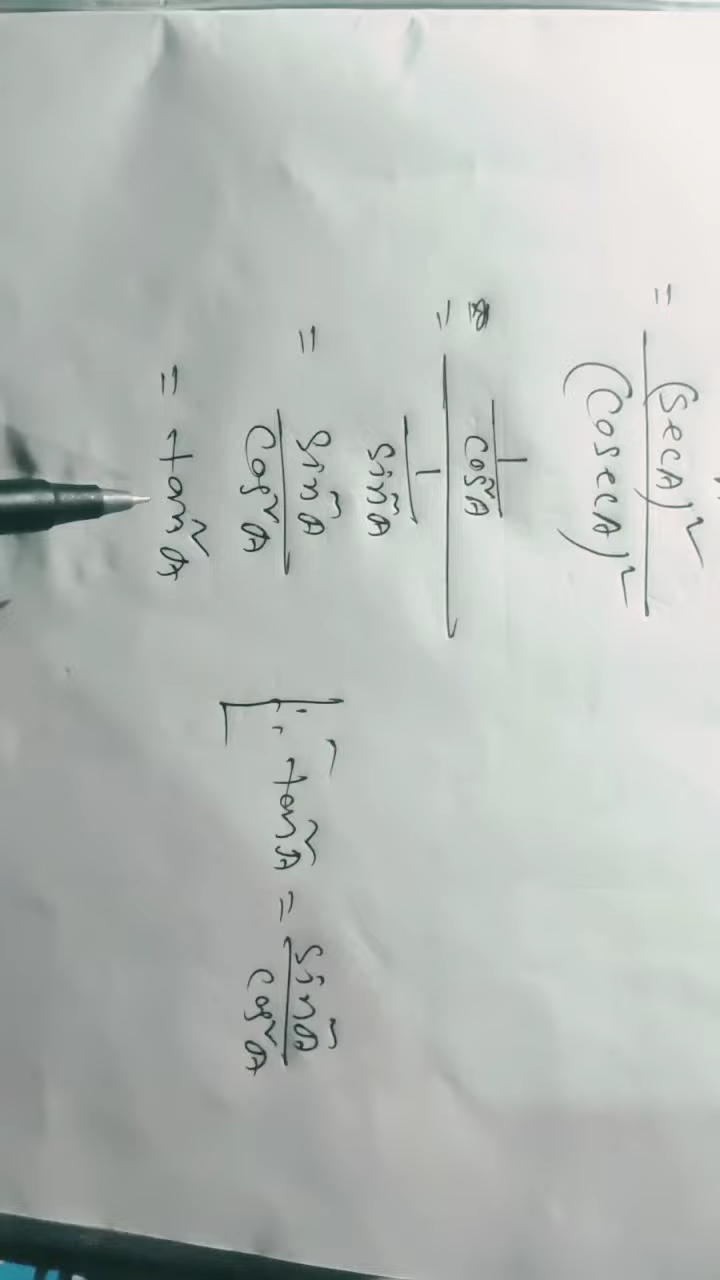 = (secA)² / (CosecA)²
= 1/cos²A / 1/sin²A
= sin²A / cos²A
[∵ tan²A = sin²A / cos²A]
= tan²A